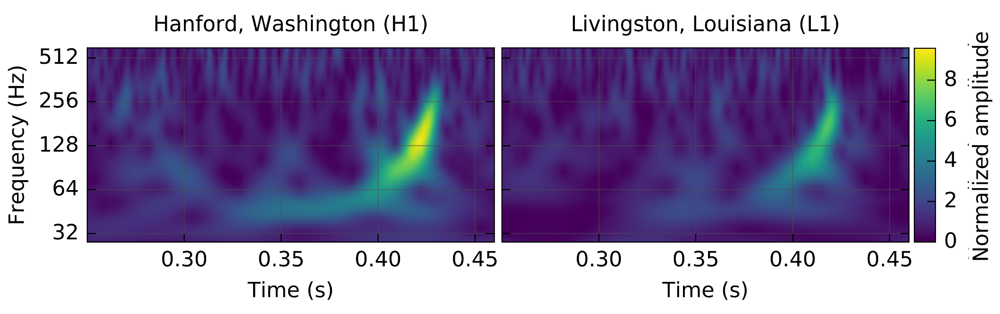 Hanford, Washington (H1)
Livingston, Louisiana (L1)
Frequency (Hz)
512
256
128
64
32
0.30 0.35 0.40 0.45
Time (s)
0.30 0.35 0.40 0.45
Time (s)
8
6
4
2
0
Normalized amplitude